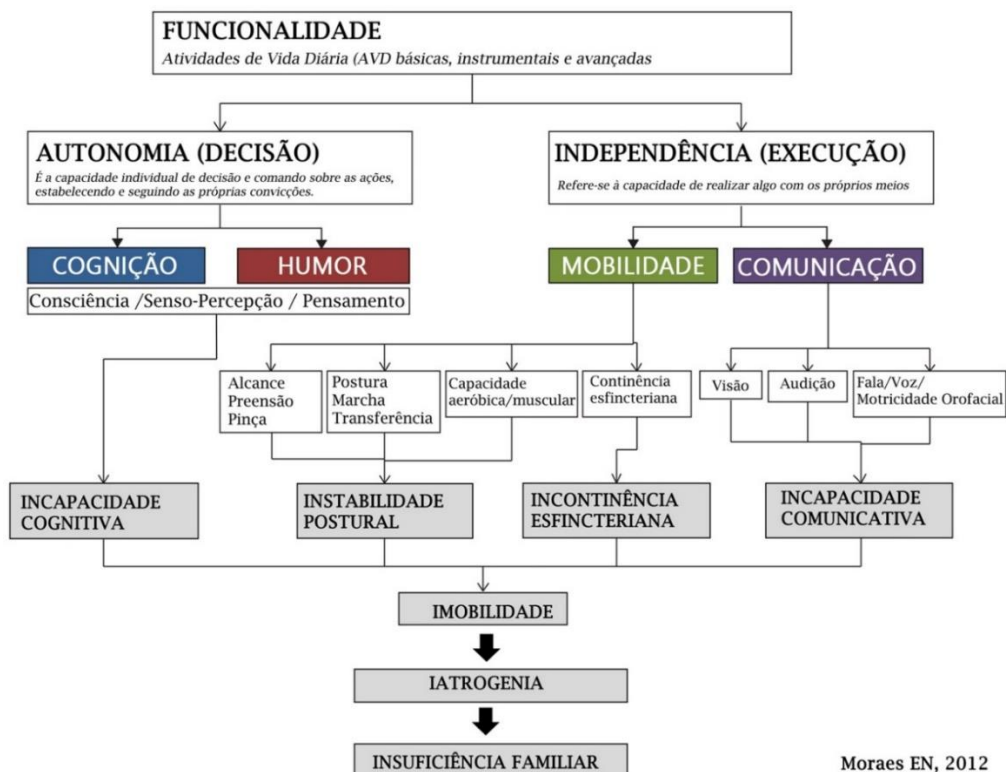 FUNCIONALIDADE
Atividades de Vida Diária (AVD básicas, instrumentais e avançadas
AUTONOMIA (DECISÃO)
É a capacidade individual de decisão e comando sobre as ações,
estabelecendo e seguindo as próprias convicções.
INDEPENDÊNCIA (EXECUÇÃO)
Refere-se à capacidade de realizar algo com os próprios meios
COGNIÇÃO
HUMOR
MOBILIDADE
COMUNICAÇÃO
Consciência /Senso-Percepção / Pensamento
Alcance
Preensão
Pinça
Postura
Marcha
Transferência
Capacidade
aeróbica/muscular
Continência
esfincteriana
Visão
Audição
Fala/Voz/
Motricidade Orofacial
INCAPACIDADE
COGNITIVA
INSTABILIDADE
POSTURAL
INCONTINÊNCIA
ESFINCTERIANA
INCAPACIDADE
COMUNICATIVA
IMOBILIDADE
IATROGENIA
INSUFICIÊNCIA FAMILIAR
Moraes EN, 2012